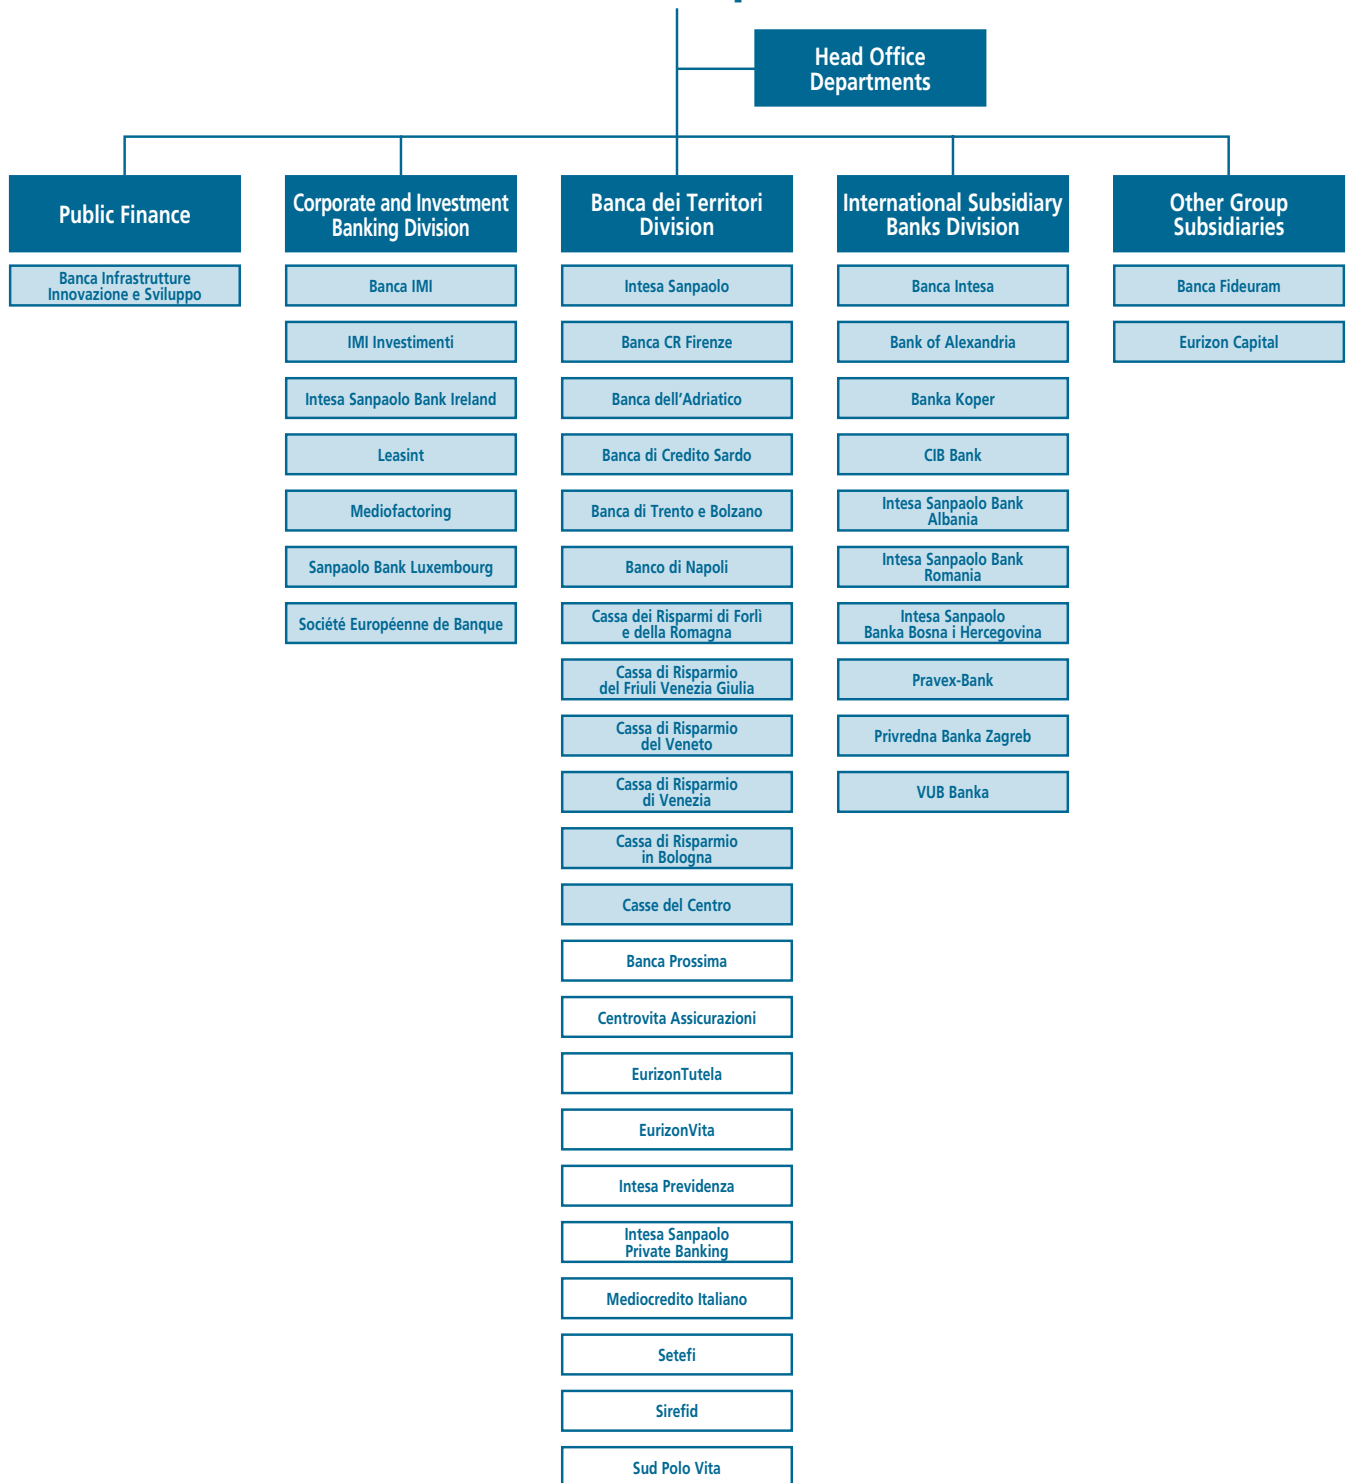 Head Office
Departments
Public Finance
Corporate and Investment
Banking Division
Banca dei Territori
Division
International Subsidiary
Banks Division
Other Group
Subsidiaries
Banca Infrastrutture
Innovazione e Sviluppo
Banca IMI
IMI Investimenti
Intesa Sanpaolo Bank Ireland
Leasint
Mediofactoring
Sanpaolo Bank Luxembourg
Société Européenne de Banque
Intesa Sanpaolo
Banca CR Firenze
Banca dell'Adriatico
Banca di Credito Sardo
Banca di Trento e Bolzano
Banco di Napoli
Cassa dei Risparmi di Forlì
e della Romagna
Cassa di Risparmio
del Friuli Venezia Giulia
Cassa di Risparmio
del Veneto
Cassa di Risparmio
di Venezia
Cassa di Risparmio
in Bologna
Casse del Centro
Banca Prossima
Centrovita Assicurazioni
EurizonTutela
EurizonVita
Intesa Previdenza
Intesa Sanpaolo
Private Banking
Mediocredito Italiano
Setefi
Sirefid
Sud Polo Vita
Banca Intesa
Bank of Alexandria
Banka Koper
CIB Bank
Intesa Sanpaolo Bank
Albania
Intesa Sanpaolo Bank
Romania
Intesa Sanpaolo
Banka Bosna i Hercegovina
Pravex-Bank
Privredna Banka Zagreb
VUB Banka
Banca Fideuram
Eurizon Capital